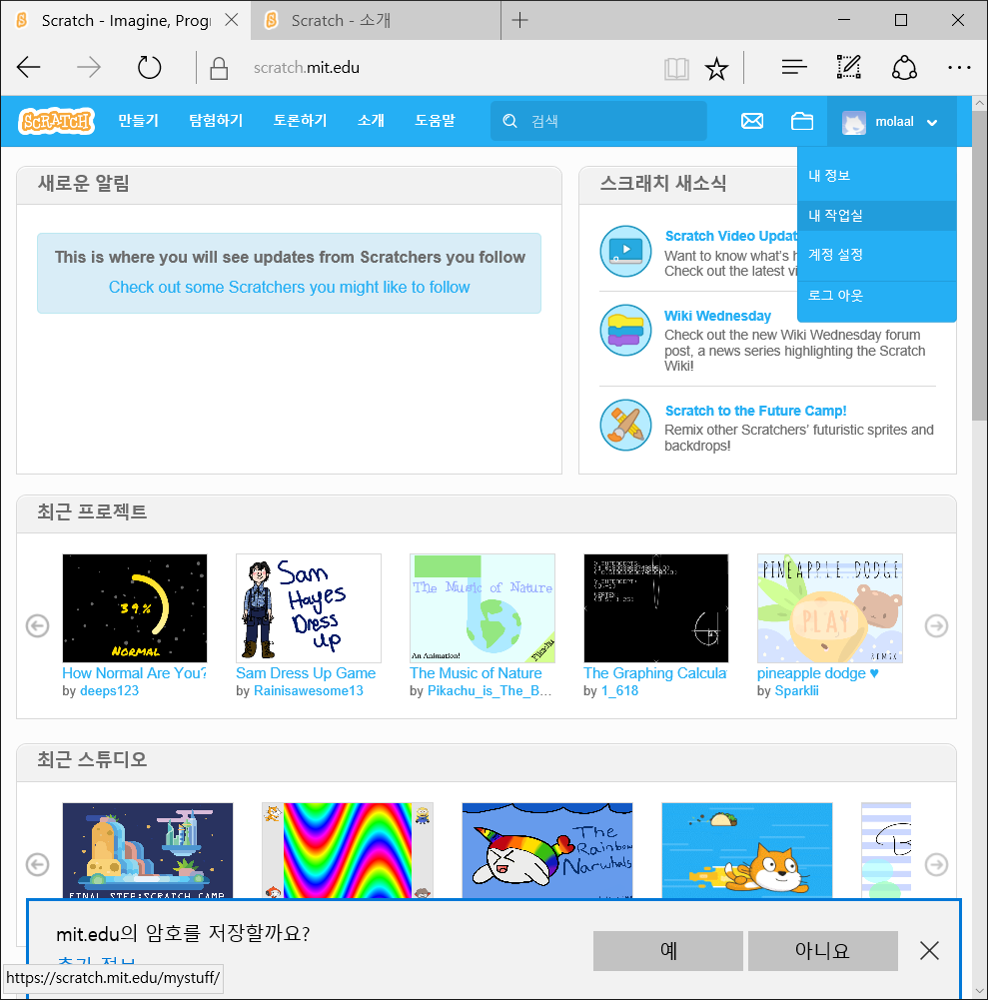 Scratch - Imagine, Prog
Scratch - 소개
scratch.mit.edu
SCRATCH
만들기
탐험하기
토론하기
소개
도움말
검색
molaal
내 정보
내 작업실
계정 설정
로그 아웃
새로운 알림
This is where you will see updates from Scratchers you follow
Check out some Scratchers you might like to follow
스크래치 새소식
Scratch Video Updat
Want to know what's h
Check out the latest vi
Wiki Wednesday
Check out the new Wiki Wednesday forum
post, a news series highlighting the Scratch
Wiki!
Scratch to the Future Camp!
Remix other Scratchers' futuristic sprites and
backdrops!
최근 프로젝트
39%
NORMAL
How Normal Are You?
by deeps123
Sam
Hayes
Dress
up
Sam Dress Up Game
by Rainisawesome13
The Music of Nature
An Animation!
Pikachu
The Music of Nature
by Pikachu_is_The_B...
The Graphing Calcula
by 1_618
PINEAPPLE DODGE
PLAY
REMIX
pineapple dodge ♥
by Sparklii
최근 스튜디오
FINAL STEP:SCRATCH CAMP
The
Rainbow
Narwhals
mit.edu의 암호를 저장할까요?
추가 정보
예
아니요
https://scratch.mit.edu/mystuff/